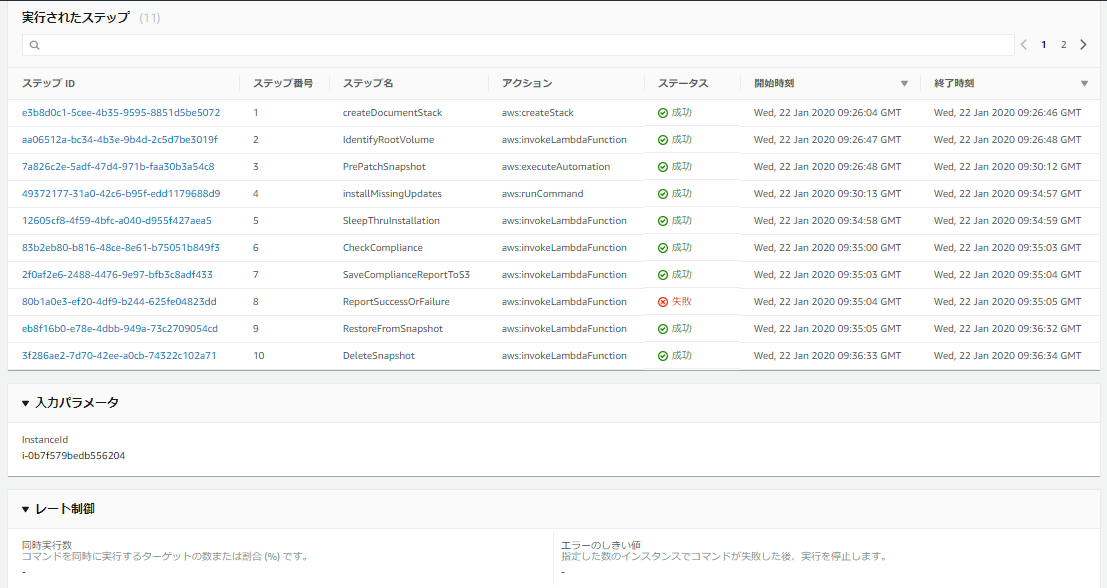 実行されたステップ (11)
1 2
ステップ ID ステップ番号 ステップ名 アクション ステータス 開始時刻 終了時刻
e3b8d0c1-5cee-4b35-9595-8851d5be5072 1 createDocumentStack aws:createStack 成功 Wed, 22 Jan 2020 09:26:04 GMT Wed, 22 Jan 2020 09:26:46 GMT
aa06512a-bc34-4b3e-9b4d-2c5d7be3019f 2 IdentifyRootVolume aws:invokeLambdaFunction 成功 Wed, 22 Jan 2020 09:26:47 GMT Wed, 22 Jan 2020 09:26:48 GMT
7a826c2e-5adf-47d4-971b-faa30b3a54c8 3 PrePatchSnapshot aws:executeAutomation 成功 Wed, 22 Jan 2020 09:26:48 GMT Wed, 22 Jan 2020 09:30:12 GMT
49372177-31a0-42c6-b95f-edd1179688d9 4 installMissingUpdates aws:runCommand 成功 Wed, 22 Jan 2020 09:30:13 GMT Wed, 22 Jan 2020 09:34:57 GMT
12605cf8-4f59-4bfc-a040-d955f427aea5 5 SleepThruInstallation aws:invokeLambdaFunction 成功 Wed, 22 Jan 2020 09:34:58 GMT Wed, 22 Jan 2020 09:34:59 GMT
83b2eb80-b816-48ce-8e61-b75051b849f3 6 CheckCompliance aws:invokeLambdaFunction 成功 Wed, 22 Jan 2020 09:35:00 GMT Wed, 22 Jan 2020 09:35:03 GMT
2f0af2e6-2488-4476-9e97-bfb3c8adf433 7 SaveComplianceReportToS3 aws:invokeLambdaFunction 成功 Wed, 22 Jan 2020 09:35:03 GMT Wed, 22 Jan 2020 09:35:04 GMT
80b1a0e3-ef20-4df9-b244-625fe04823dd 8 ReportSuccessOrFailure aws:invokeLambdaFunction 失敗 Wed, 22 Jan 2020 09:35:04 GMT Wed, 22 Jan 2020 09:35:05 GMT
eb8f16b0-e78e-4dbb-949a-73c2709054cd 9 RestoreFromSnapshot aws:invokeLambdaFunction 成功 Wed, 22 Jan 2020 09:35:05 GMT Wed, 22 Jan 2020 09:36:32 GMT
3f286ae2-7d70-42ee-a0cb-74322c102a71 10 DeleteSnapshot aws:invokeLambdaFunction 成功 Wed, 22 Jan 2020 09:36:33 GMT Wed, 22 Jan 2020 09:36:34 GMT
入力パラメータ
InstanceId
i-0b7f579bedb556204
レート制御
同時実行数
コマンドを同時に実行するターゲットの数または割合 (%) です。
-
エラーのしきい値
指定した数のインスタンスでコマンドが失敗した後、実行を停止します。
-